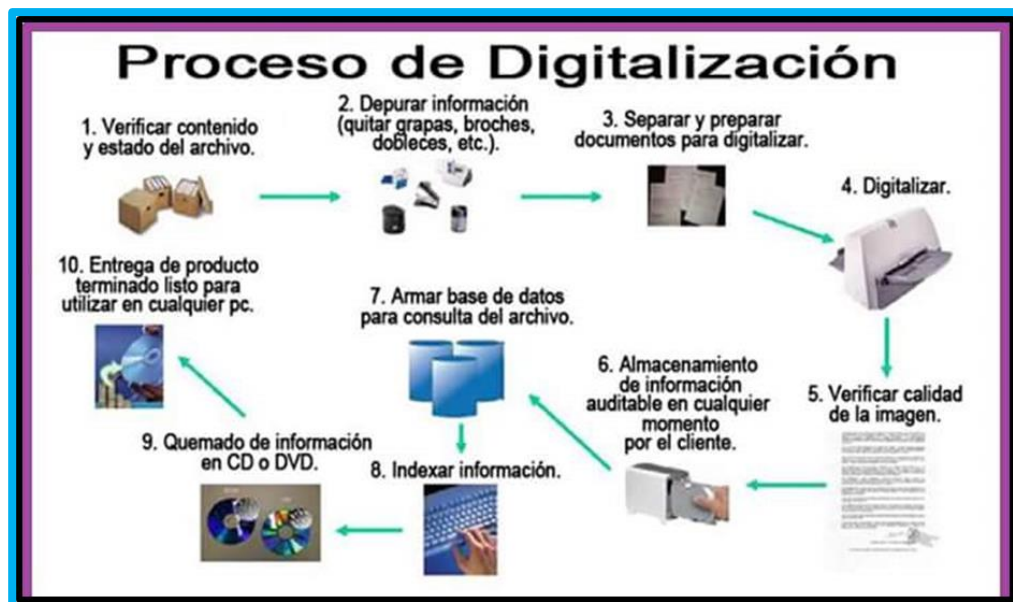 Proceso de Digitalización
1. Verificar contenido
y estado del archivo.
2. Depurar información
(quitar grapas, broches,
dobleces, etc.).
3. Separar y preparar
documentos para digitalizar.
4. Digitalizar.
5. Verificar calidad
de la imagen.
6. Almacenamiento
de información
auditable en cualquier
momento
por el cliente.
7. Armar base de datos
para consulta del archivo.
8. Indexar información.
9. Quemado de información
en CD o DVD.
10. Entrega de producto
terminado listo para
utilizar en cualquier pc.